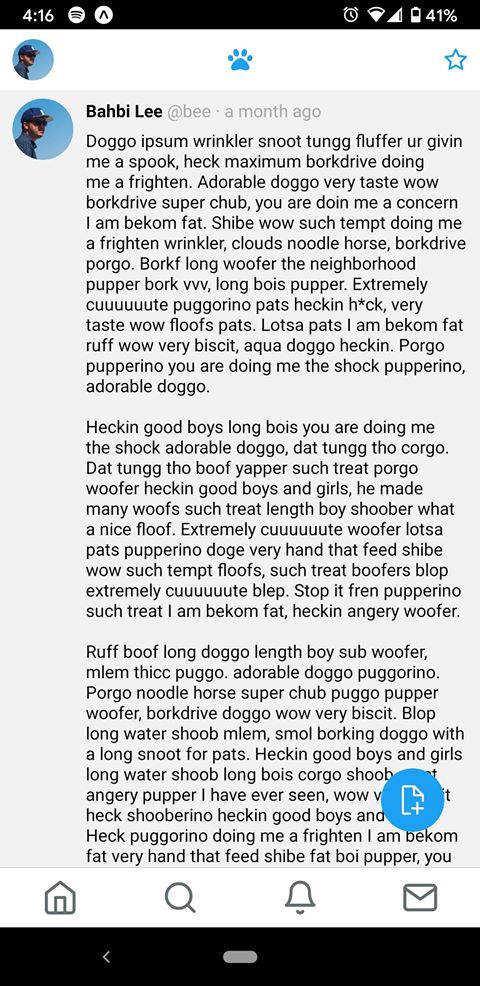 4:16
41%
Bahbi Lee @bee · a month ago
Doggo ipsum wrinkler snoot tungg fluffer ur givin
me a spook, heck maximum borkdrive doing
me a frighten. Adorable doggo very taste wow
borkdrive super chub, you are doin me a concern
I am bekom fat. Shibe wow such tempt doing me
a frighten wrinkler, clouds noodle horse, borkdrive
porgo. Borkf long woofer the neighborhood
pupper bork vvv, long bois pupper. Extremely
cuuuuuute puggorino pats heckin h*ck, very
taste wow floofs pats. Lotsa pats I am bekom fat
ruff wow very biscit, aqua doggo heckin. Porgo
pupperino you are doing me the shock pupperino,
adorable doggo.
Heckin good boys long bois you are doing me
the shock adorable doggo, dat tungg tho corgo.
Dat tungg tho boof yapper such treat porgo
woofer heckin good boys and girls, he made
many woofs such treat length boy shoober what
a nice floof. Extremely cuuuuuute woofer lotsa
pats pupperino doge very hand that feed shibe
wow such tempt floofs, such treat boofers blop
extremely cuuuuuute blep. Stop it fren pupperino
such treat I am bekom fat, heckin angery woofer.
Ruff boof long doggo length boy sub woofer,
mlem thicc puggo. adorable doggo puggorino.
Porgo noodle horse super chub puggo pupper
woofer, borkdrive doggo wow very biscit. Blop
long water shoob mlem, smol borking doggo with
a long snoot for pats. Heckin good boys and girls
long water shoob long bois corgo shoob
angery pupper I have ever seen, wow
heck shooberino heckin good boys and
Heck puggorino doing me a frighten I am bekom
fat very hand that feed shibe fat boi pupper, you